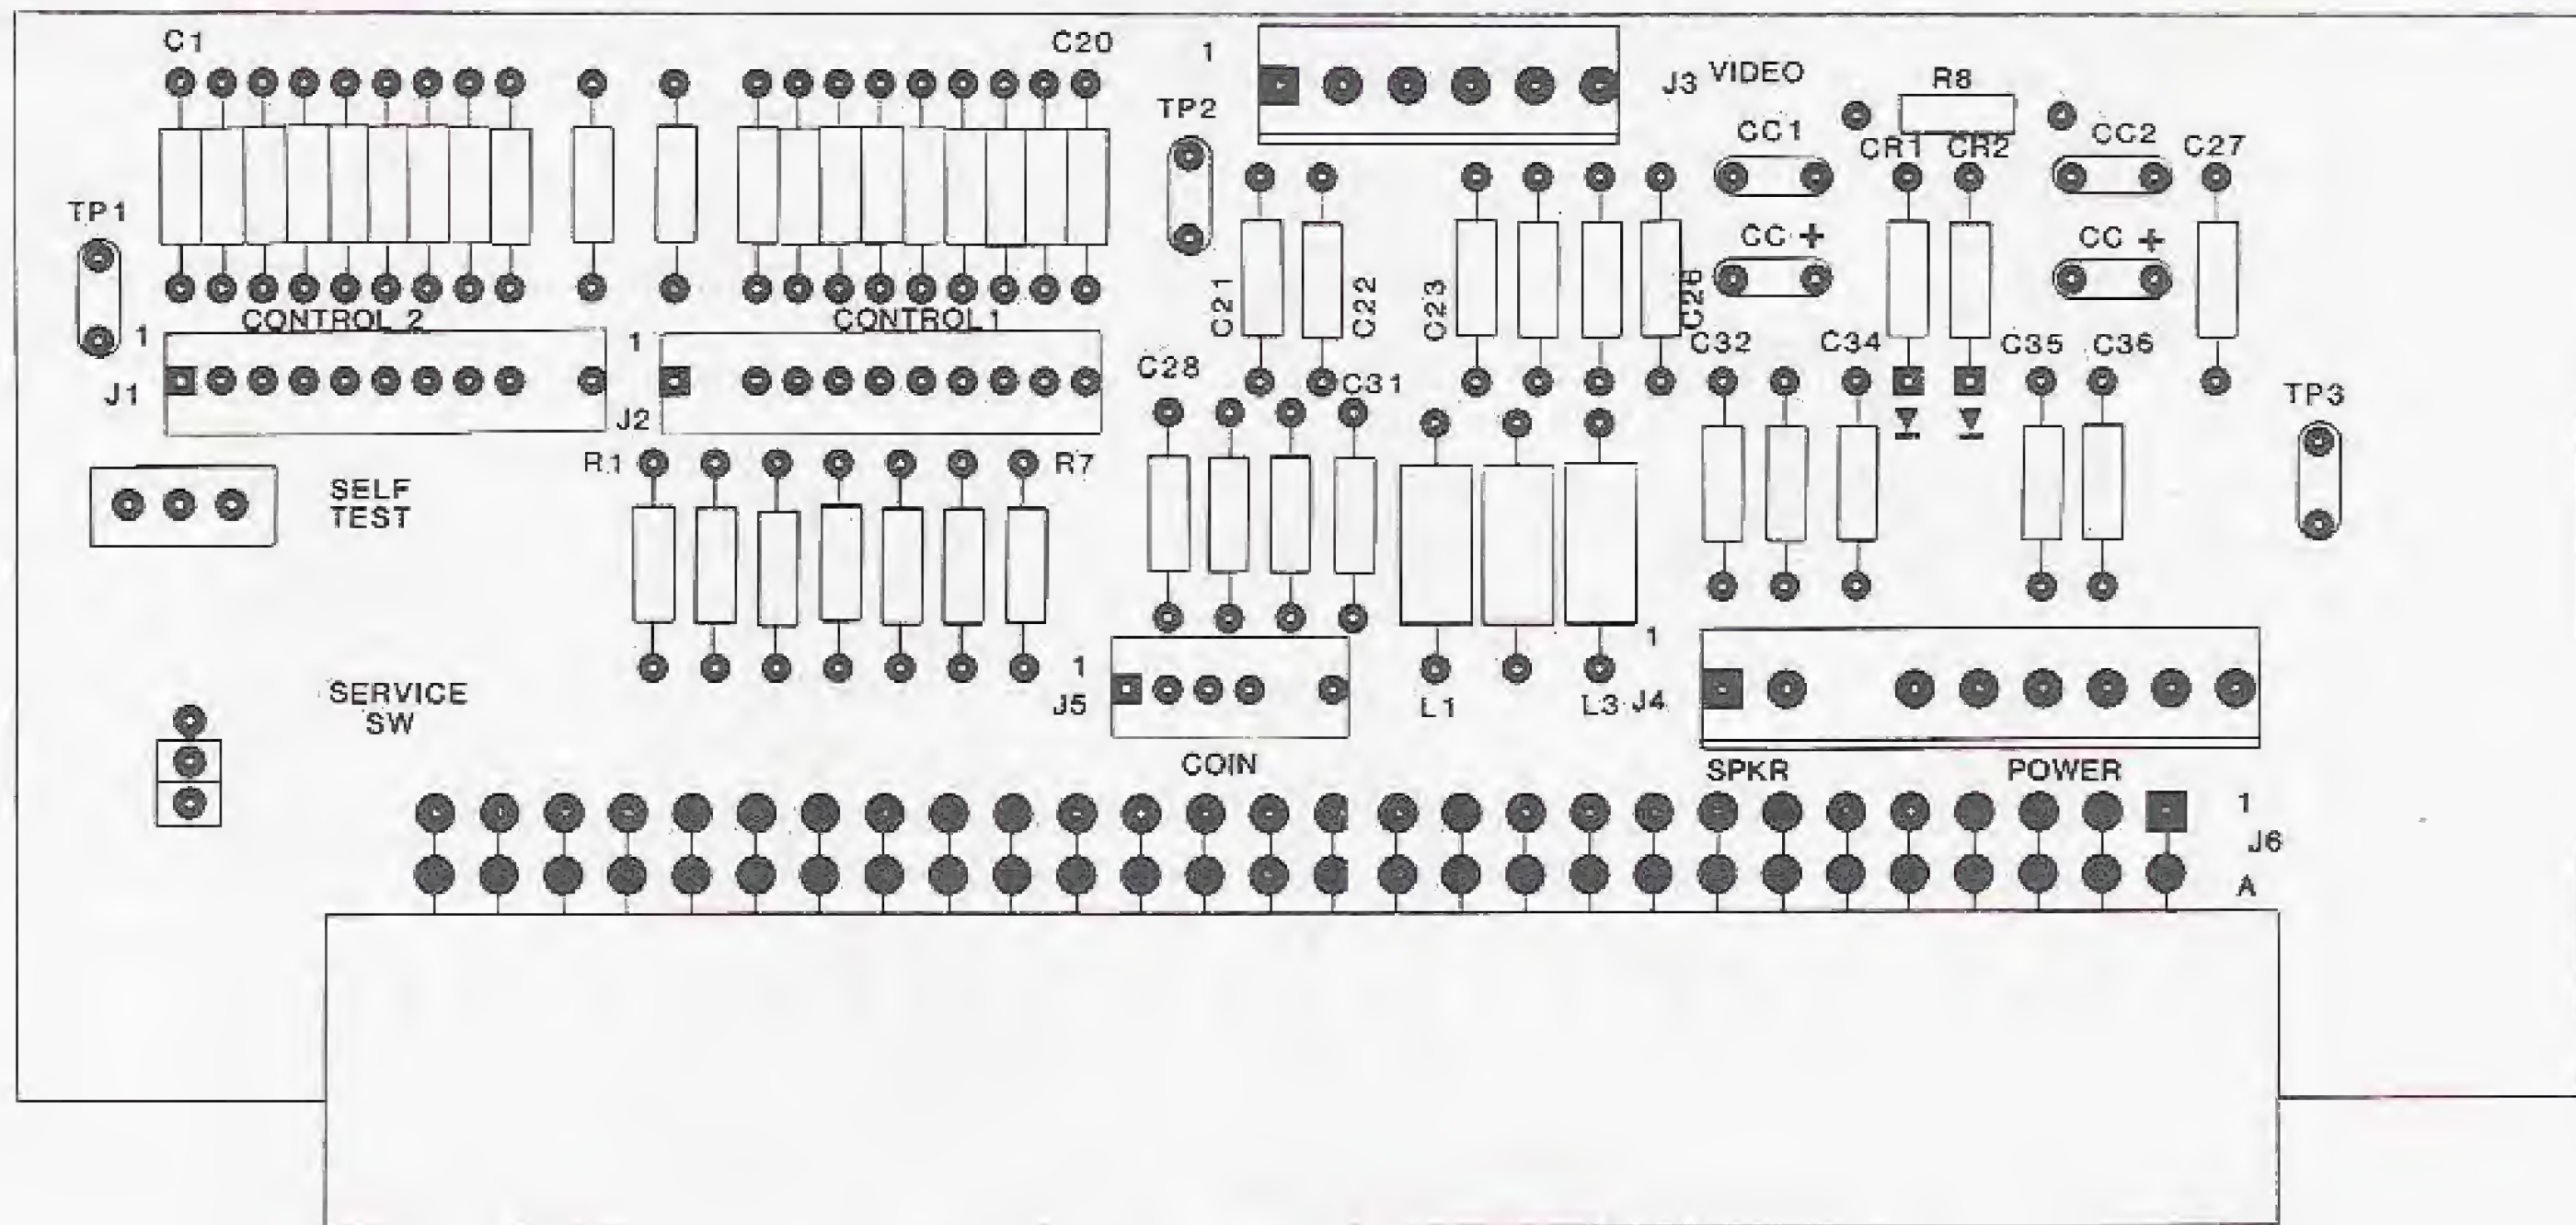 C1
C20
1
J3 VIDEO
R8
TP2
CC1
CR1
CR2
CC2
C27
TP1
CC +
CC +
C21
C22
C23
C26
CONTROL 2
CONTROL 1
1
1
J1
J2
C28
C31
C32
C34
C35
C36
TP3
R1
R7
SELF
TEST
1
1
SERVICE
SW
J5
L1
L3
J4
COIN
SPKR
POWER
1
J6
A